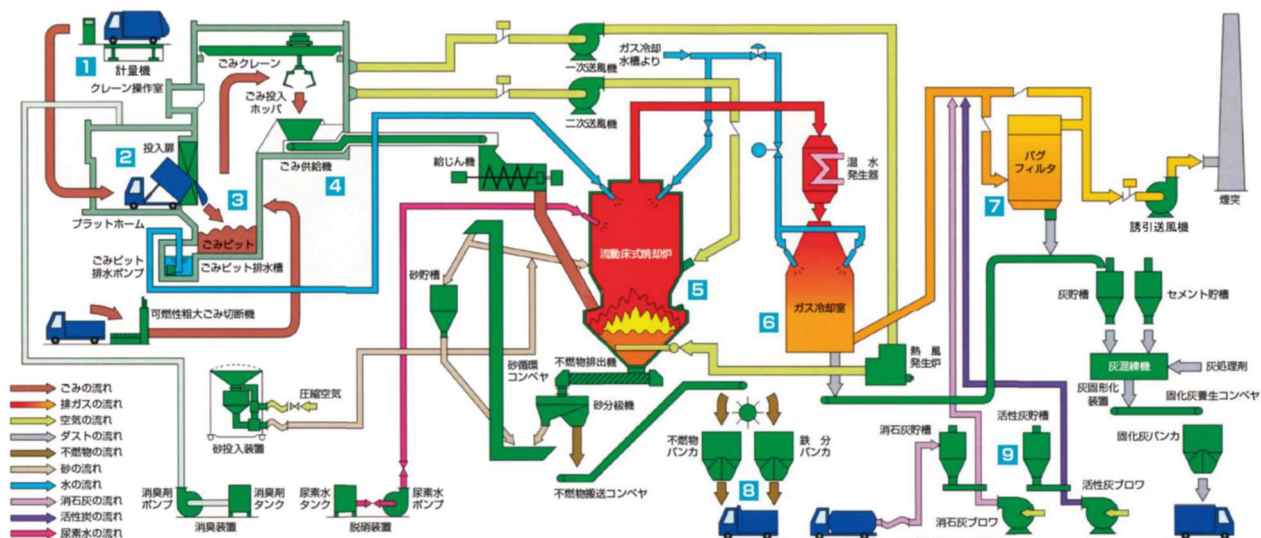 1
計量機
クレーン操作室
ごみクレーン
ごみ投入
ホッパ
一次送風機
二次送風機
ガス冷却
水槽より
2
投入扉
3
ごみ供給機
4
給じん機
温水
発生器
バグ
フィルタ
7
誘引送風機
煙突
プラットホーム
ごみピット
ごみピット
排水ポンプ
ごみピット排水槽
流動床式焼却炉
5
砂貯槽
6
ガス冷却室
灰貯槽
セメント貯槽
可燃性粗大ごみ切断機
砂循環
コンベヤ
不燃物排出機
熱風
発生炉
灰混練機
灰処理剤
灰固形化
装置
固化灰養生コンベヤ
圧縮空気
砂分級機
砂投入装置
不燃物
バンカ
鉄分
バンカ
8
消石灰貯槽
活性灰貯槽
9
固化灰バンカ
不燃物搬送コンベヤ
消臭剤
ポンプ
消臭剤
タンク
消臭装置
尿素水
タンク
尿素水
ポンプ
脱硝装置
消石灰ブロワ
活性灰ブロワ
ごみの流れ
排ガスの流れ
空気の流れ
ダストの流れ
不燃物の流れ
砂の流れ
水の流れ
消石灰の流れ
活性炭の流れ
尿素水の流れ